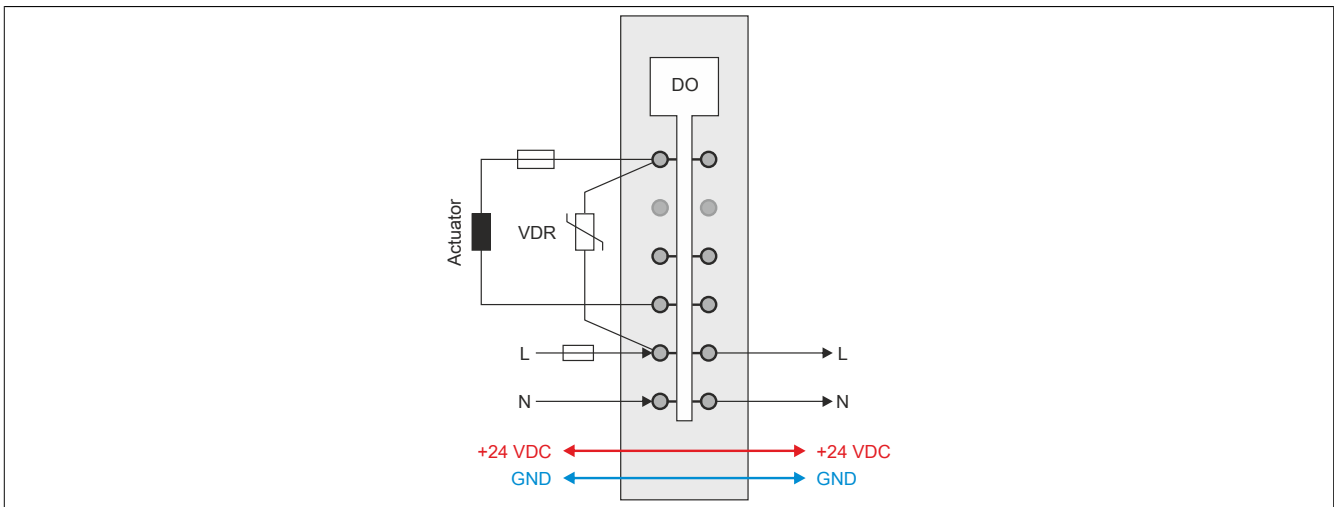 DO
Actuator
VDR
L
L
N
N
+24 VDC
+24 VDC
GND
GND